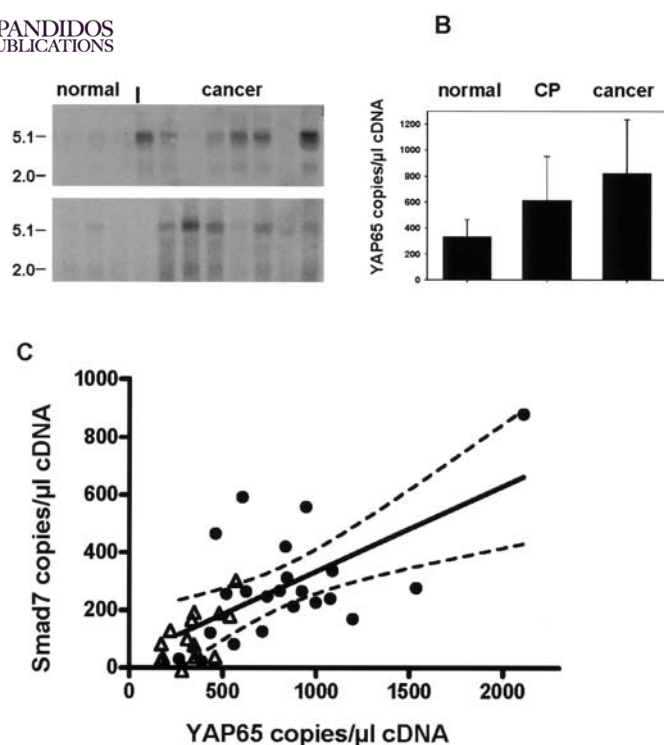 PANDIDOS
UBLICATIONS
B
normal cancer
5.1
2.0
5.1
2.0
normal CP cancer
YAP65 copies/µl cDNA
1200
1000
800
600
400
200
0
C
Smad7 copies/µl cDNA
1000
800
600
400
200
0
0 500 1000 1500 2000
YAP65 copies/µl cDNA